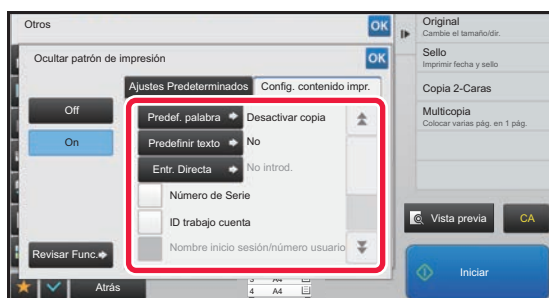 Otros
OK
Ocultar patrón de impresión
OK
Ajustes Predeterminados
Config. contenido impr.
Off
On
Predef. palabra
Desactivar copia
Predefinir texto
No
Entr. Directa
No introd.
Número de Serie
ID trabajo cuenta
Nombre inicio sesión/número usuario
Revisar Func.
Atrás
A4
4 A4
Original
Cambie el tamaño/dir.
Sello
Imprimir fecha y sello
Copia 2-Caras
Multicopia
Colocar varias pág. en 1 pág.
Vista previa
CA
Iniciar